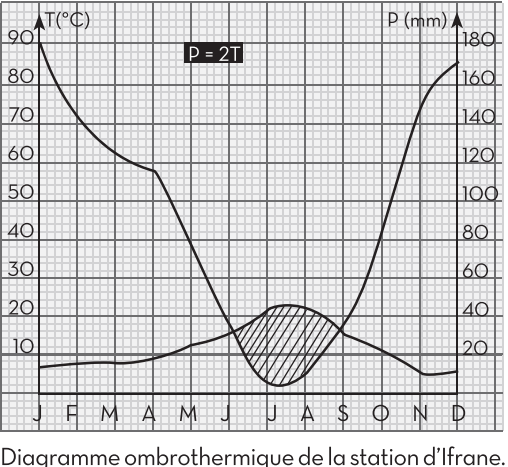 T(°C) P (mm)
P = 2T
90 180
80 160
70 140
60 120
50 100
40 80
30 60
20 40
10 20
J F M A M J J A S O N D
Diagramme ombrothermique de la station d'Ifrane.